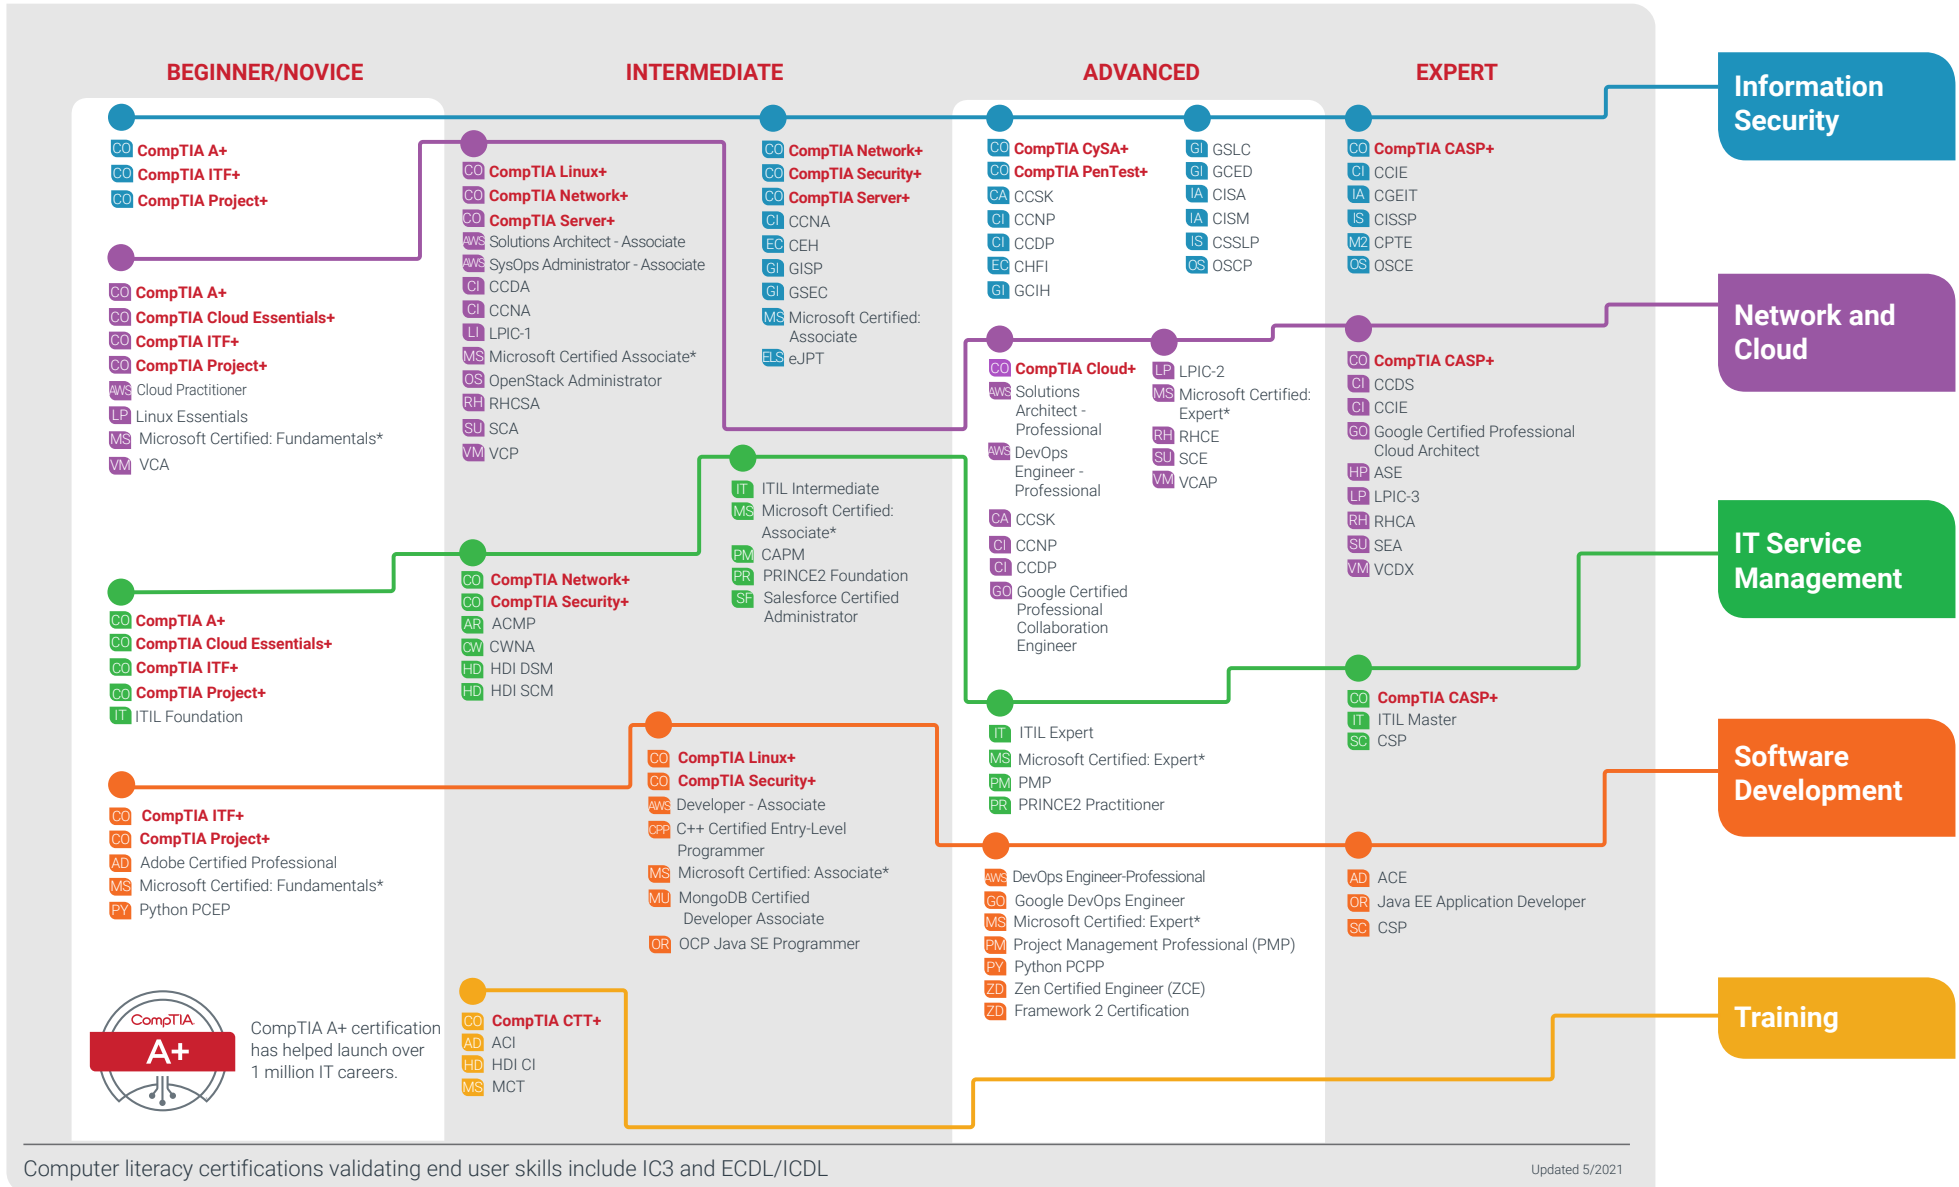 BEGINNER/NOVICE
INTERMEDIATE
ADVANCED
EXPERT
Information
Security
CO CompTIA A+
CO CompTIA ITF+
CO CompTIA Project+
CO CompTIA Network+
CO CompTIA Security+
CO CompTIA Server+
CI CCNA
EC CEH
GI GISP
GI GSEC
MS Microsoft Certified:
Associate
ELS eJPT
CO CompTIA CySA+
CO CompTIA PenTest+
CA CCSK
CI CCNP
CI CCDP
EC CHFI
GI GCIH
GI GSLC
GI GCED
IA CISA
IA CISM
IS CSSLP
OS OSCP
CO CompTIA CASP+
CI CCIE
IA CGEIT
IS CISSP
M2 CPTE
OS OSCE
Network and
Cloud
CO CompTIA A+
CO CompTIA Cloud Essentials+
CO CompTIA ITF+
CO CompTIA Project+
AWS Cloud Practitioner
LP Linux Essentials
MS Microsoft Certified: Fundamentals*
VM VCA
CO CompTIA Linux+
CO CompTIA Network+
CO CompTIA Server+
AWS Solutions Architect - Associate
AWS SysOps Administrator - Associate
CI CCDA
CI CCNA
LI LPIC-1
MS Microsoft Certified Associate*
OS OpenStack Administrator
RH RHCSA
SU SCA
VM VCP
CO CompTIA Cloud+
AWS Solutions
Architect -
Professional
AWS DevOps
Engineer -
Professional
CA CCSK
CI CCNP
CI CCDP
GO Google Certified
Professional
Collaboration
Engineer
LP LPIC-2
MS Microsoft Certified:
Expert*
RH RHCE
SU SCE
VM VCAP
CO CompTIA CASP+
CI CCDS
CI CCIE
GO Google Certified Professional
Cloud Architect
HP ASE
LP LPIC-3
RH RHCA
SU SEA
VM VCDX
IT Service
Management
CO CompTIA A+
CO CompTIA Cloud Essentials+
CO CompTIA ITF+
CO CompTIA Project+
IT ITIL Foundation
CO CompTIA Network+
CO CompTIA Security+
AR ACMP
CW CWNA
HD HDI DSM
HD HDI SCM
IT ITIL Intermediate
MS Microsoft Certified:
Associate*
PM CAPM
PR PRINCE2 Foundation
SF Salesforce Certified
Administrator
IT ITIL Expert
MS Microsoft Certified: Expert*
PM PMP
PR PRINCE2 Practitioner
CO CompTIA CASP+
IT ITIL Master
SC CSP
Software
Development
CO CompTIA ITF+
CO CompTIA Project+
AD Adobe Certified Professional
MS Microsoft Certified: Fundamentals*
PY Python PCEP
CO CompTIA Linux+
CO CompTIA Security+
AWS Developer - Associate
CPP C++ Certified Entry-Level
Programmer
MS Microsoft Certified: Associate*
MU MongoDB Certified
Developer Associate
OR OCP Java SE Programmer
AWS DevOps Engineer-Professional
GO Google DevOps Engineer
MS Microsoft Certified: Expert*
PM Project Management Professional (PMP)
PY Python PCPP
ZD Zen Certified Engineer (ZCE)
ZD Framework 2 Certification
AD ACE
OR Java EE Application Developer
SC CSP
Training
CO CompTIA CTT+
AD ACI
HD HDI CI
MS MCT
CompTIA.
A+
CompTIA A+ certification
has helped launch over
1 million IT careers.
Computer literacy certifications validating end user skills include IC3 and ECDL/ICDL
Updated 5/2021